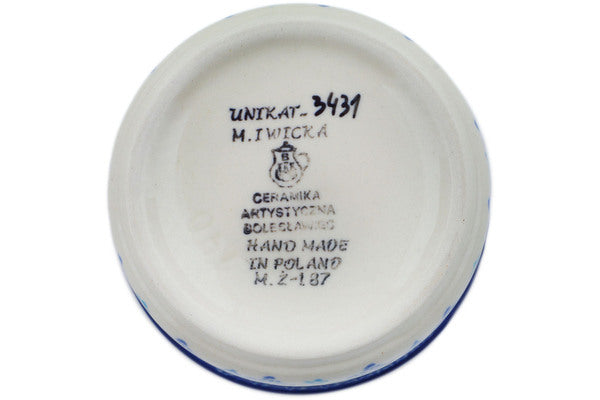 UNIKAT-3431
M.IWICKA
B
CERAMIKA
ARTYSTYCZNA
BOLESŁAWIEC
HAND MADE
IN POLAND
M.Z-187